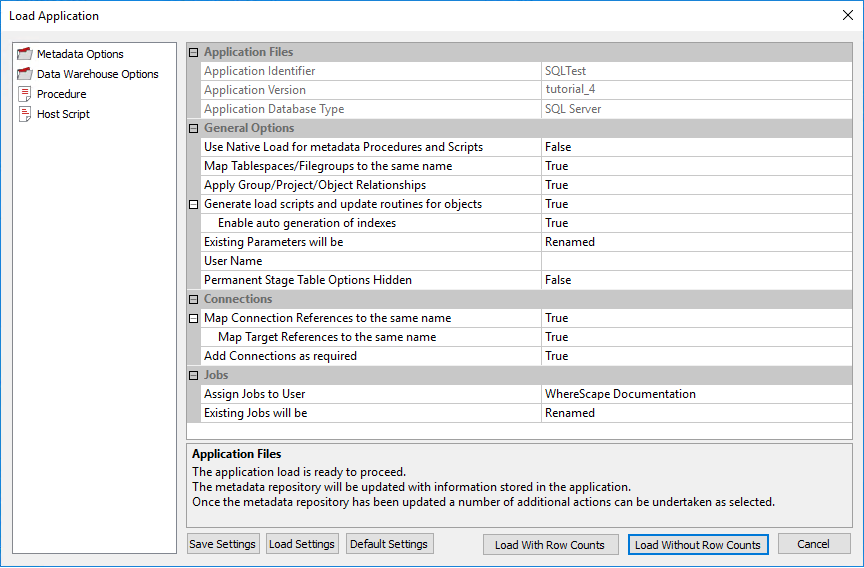 Load Application
Metadata Options
Data Warehouse Options
Procedure
Host Script
Application Files
Application Identifier SQLTest
Application Version tutorial_4
Application Database Type SQL Server
General Options
Use Native Load for metadata Procedures and Scripts False
Map Tablespaces/Filegroups to the same name True
Apply Group/Project/Object Relationships True
Generate load scripts and update routines for objects True
Enable auto generation of indexes True
Existing Parameters will be Renamed
User Name
Permanent Stage Table Options Hidden False
Connections
Map Connection References to the same name True
Map Target References to the same name True
Add Connections as required True
Jobs
Assign Jobs to User WhereScape Documentation
Existing Jobs will be Renamed
Application Files
The application load is ready to proceed.
The metadata repository will be updated with information stored in the application.
Once the metadata repository has been updated a number of additional actions can be undertaken as selected.
Save Settings Load Settings Default Settings Load With Row Counts Load Without Row Counts Cancel